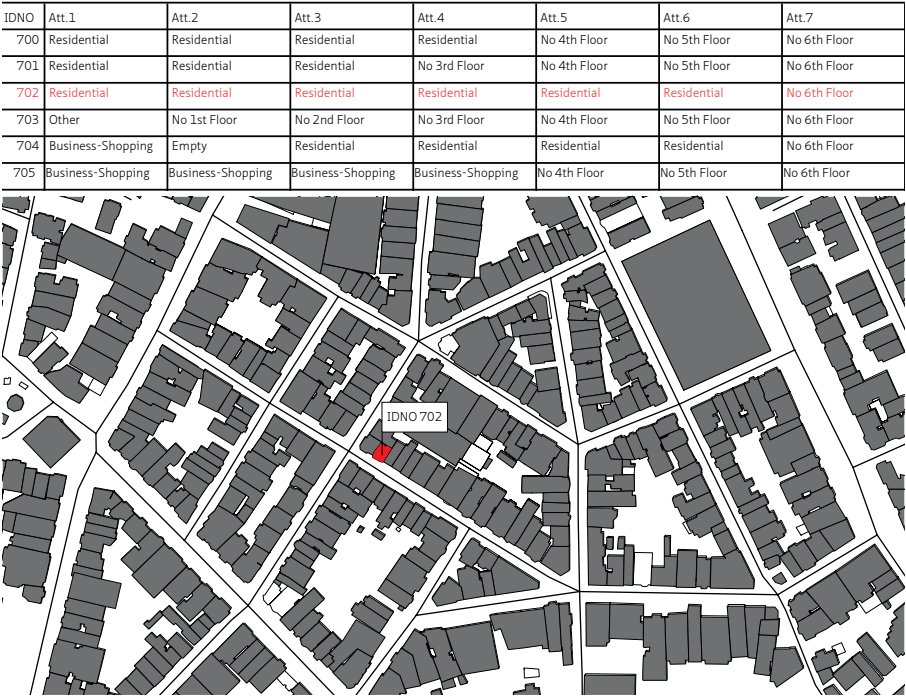 IDNO Att.1 Att.2 Att.3 Att.4 Att.5 Att.6 Att.7
700 Residential Residential Residential Residential No 4th Floor No 5th Floor No 6th Floor
701 Residential Residential Residential No 3rd Floor No 4th Floor No 5th Floor No 6th Floor
702 Residential Residential Residential Residential Residential Residential No 6th Floor
703 Other No 1st Floor No 2nd Floor No 3rd Floor No 4th Floor No 5th Floor No 6th Floor
704 Business-Shopping Empty Residential Residential Residential Residential No 6th Floor
705 Business-Shopping Business-Shopping Business-Shopping Business-Shopping No 4th Floor No 5th Floor No 6th Floor
IDNO 702